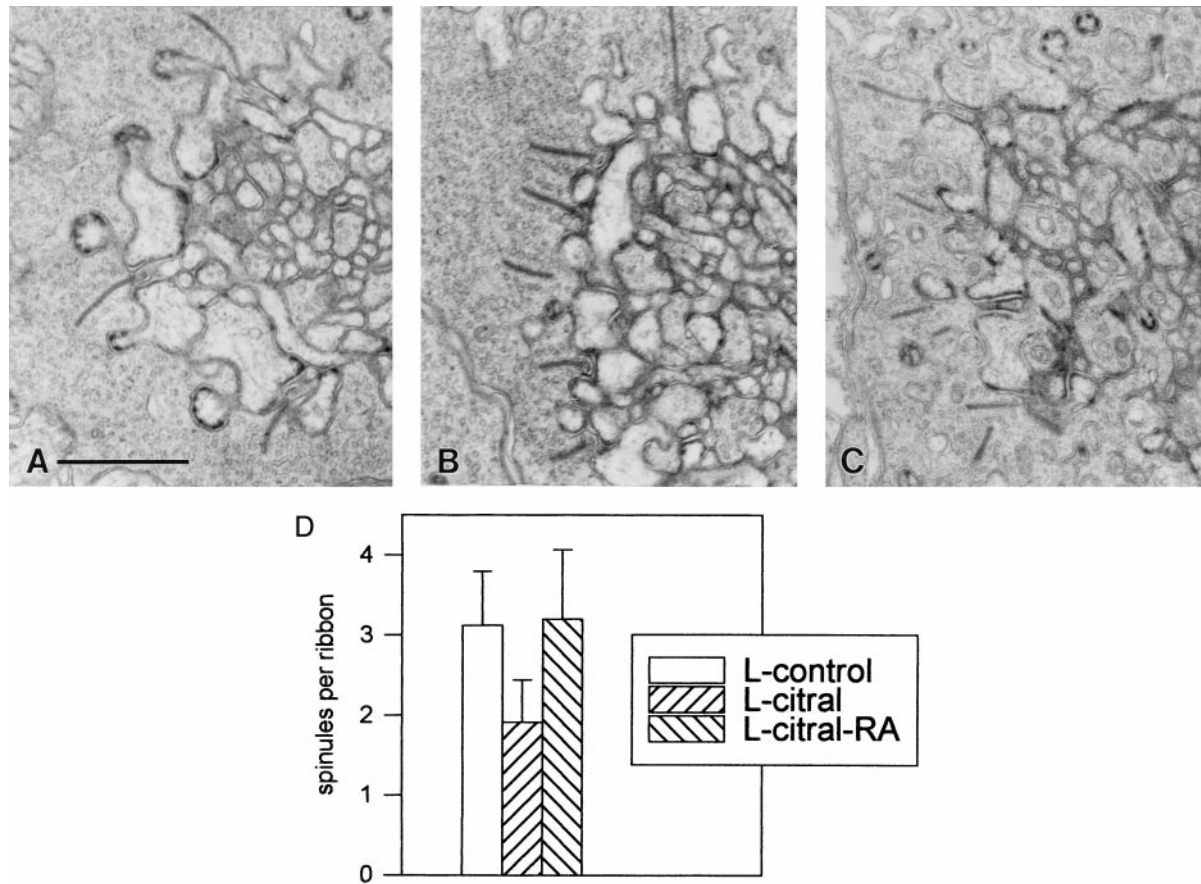 A
B
C
D
spinules per ribbon
4
3
2
1
0
L-control
L-citral
L-citral-RA